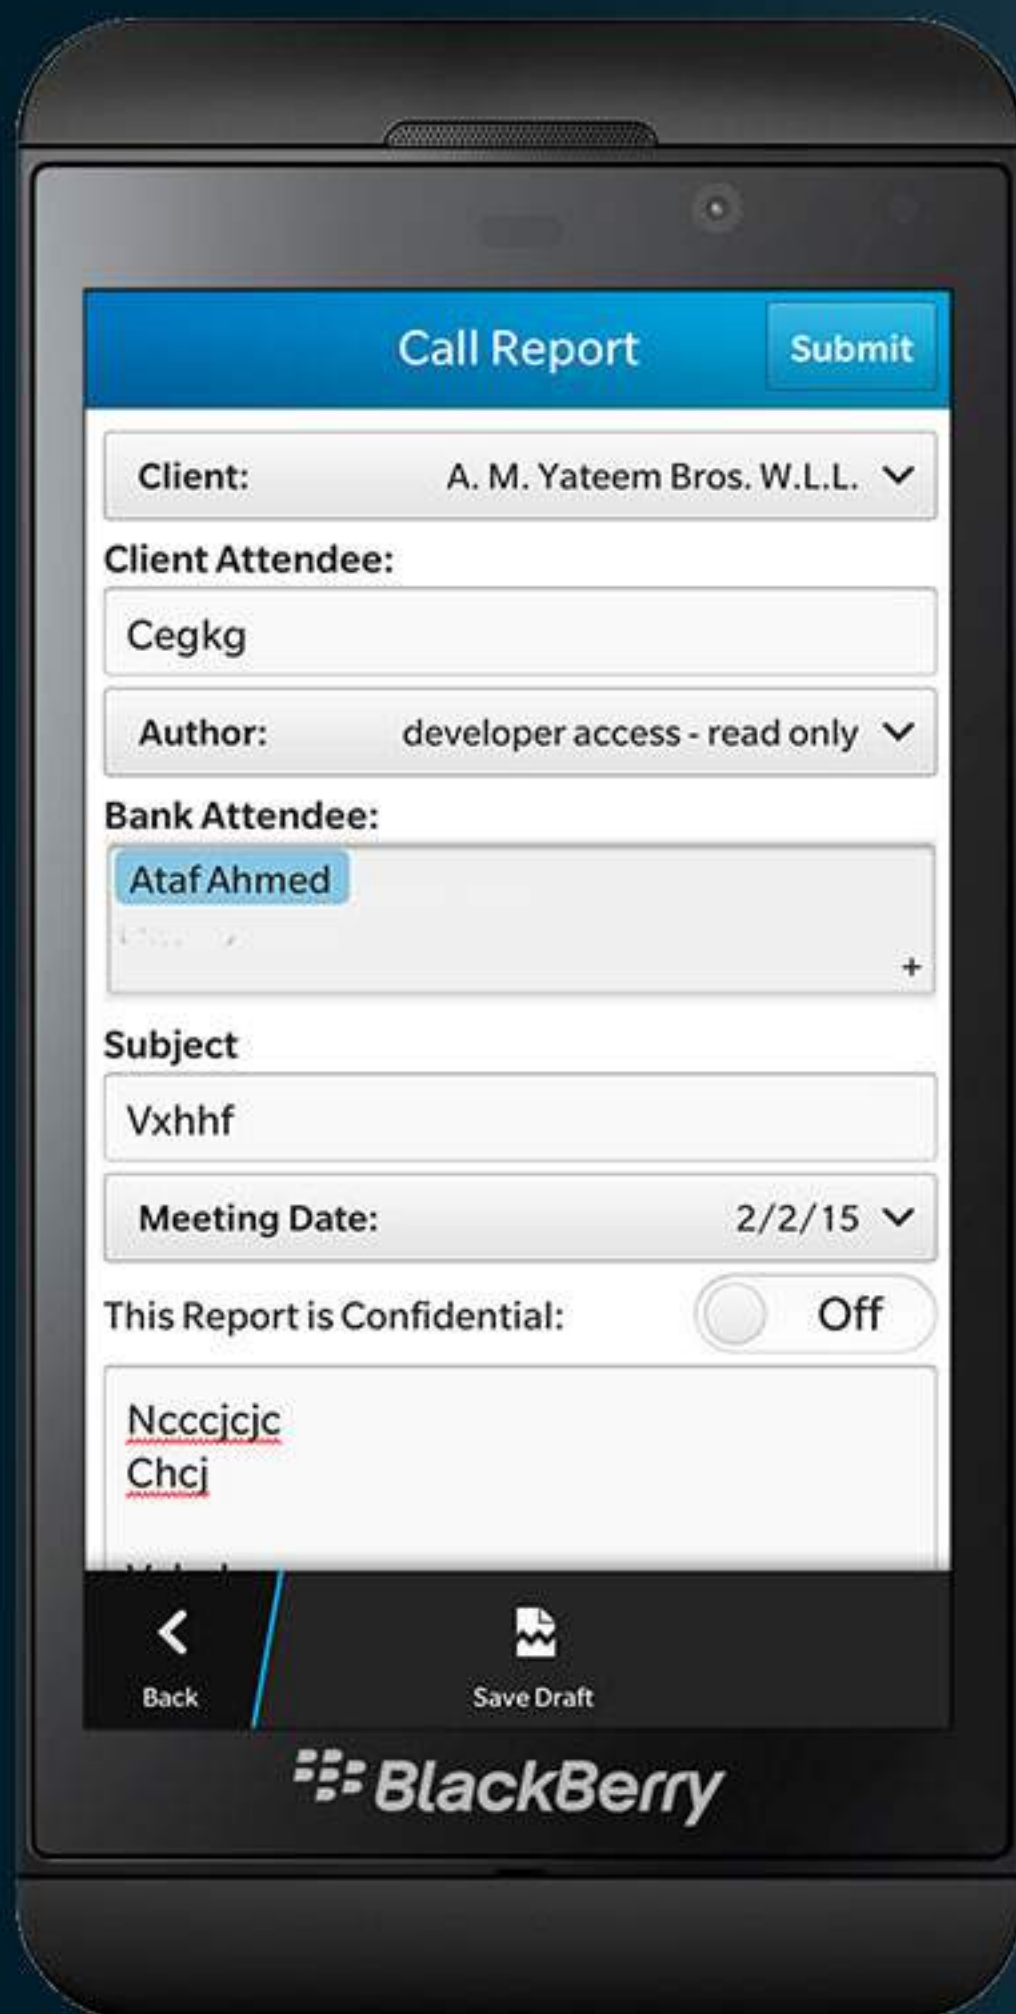 Call Report
Submit
Client: A. M. Yateem Bros. W.L.L.
Client Attendee:
Cegkg
Author: developer access - read only
Bank Attendee:
Ataf Ahmed
+
Subject
Vxhhf
Meeting Date: 2/2/15
This Report is Confidential: Off
Ncccjcjc
Chcj
Back
Save Draft
BlackBerry